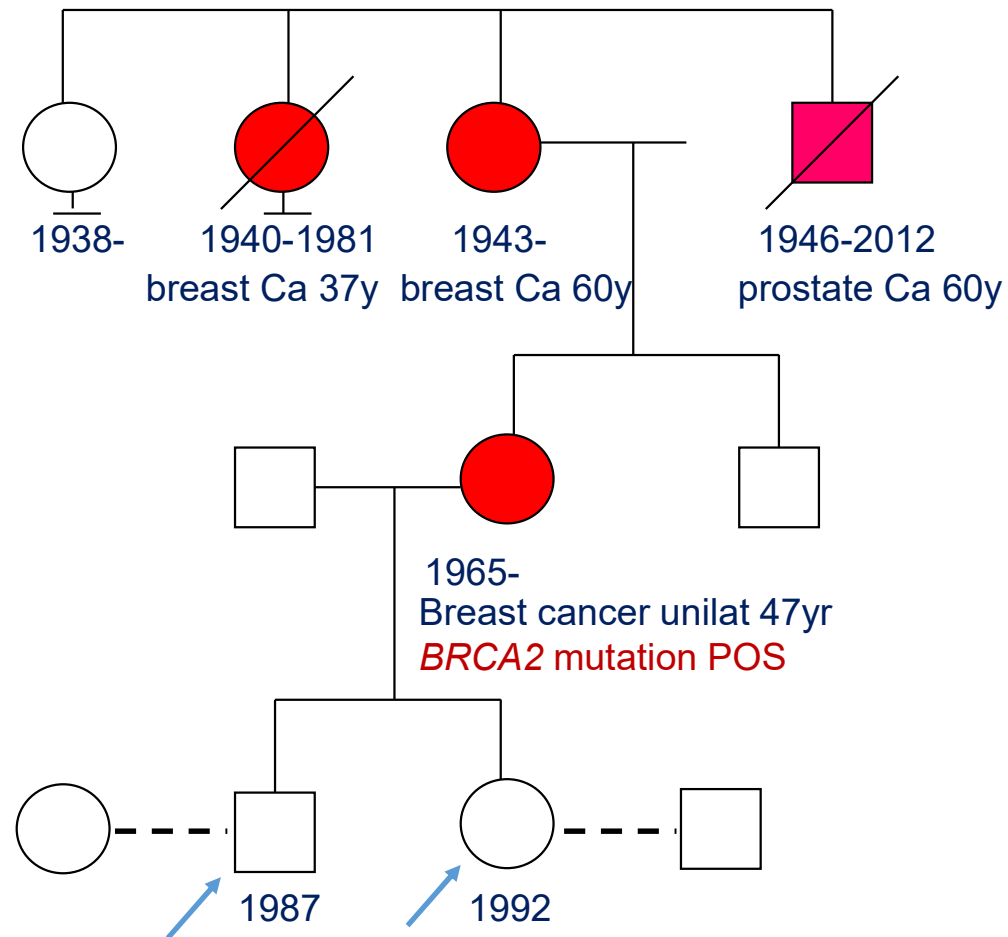 1938-
1940-1981
1943-
1946-2012
breast Ca 37y
breast Ca 60y
prostate Ca 60y
1965-
Breast cancer unilat 47yr
BRCA2 mutation POS
1987
1992